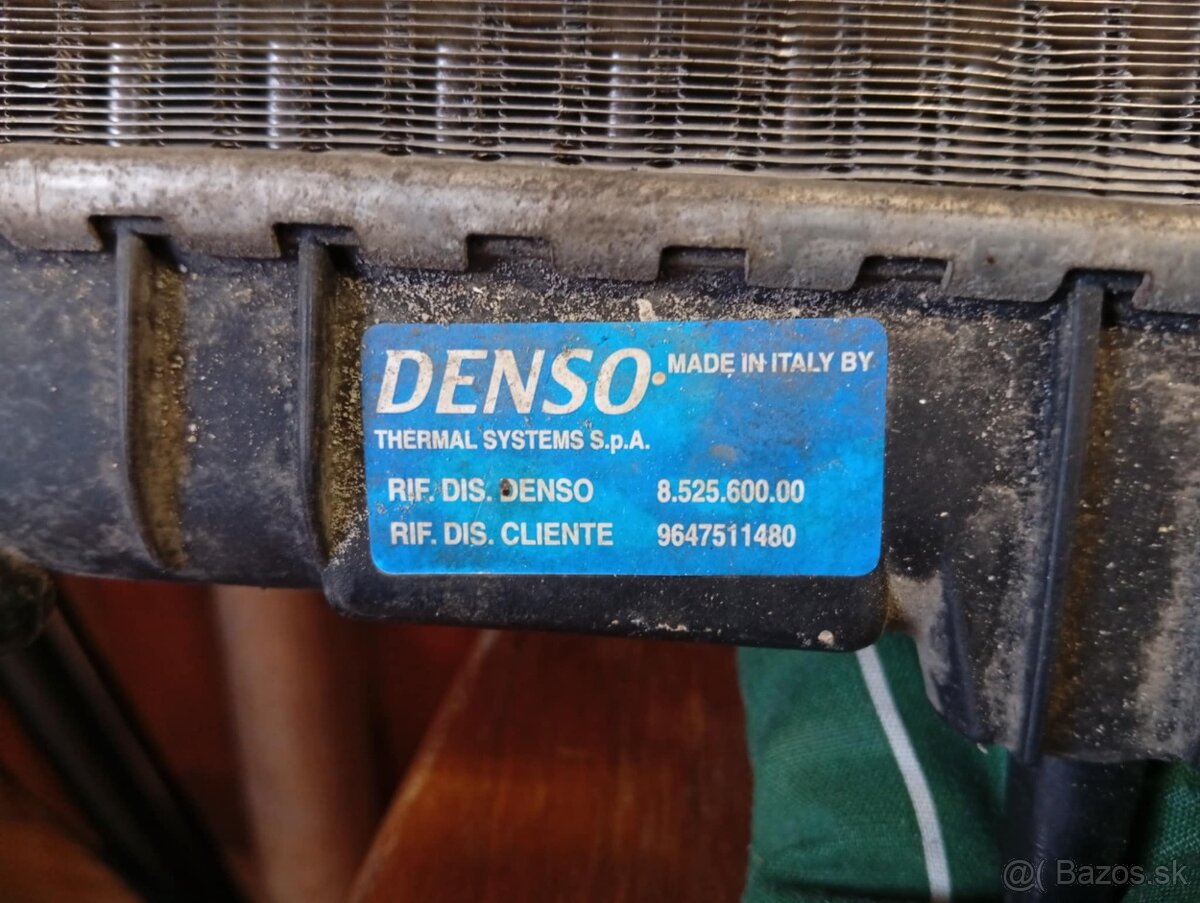 DENSO MADE IN ITALY BY
THERMAL SYSTEMS S.p.A.
RIF. DIS. DENSO 8.525.600.00
RIF. DIS. CLIENTE 9647511480
@( Bazos.sk